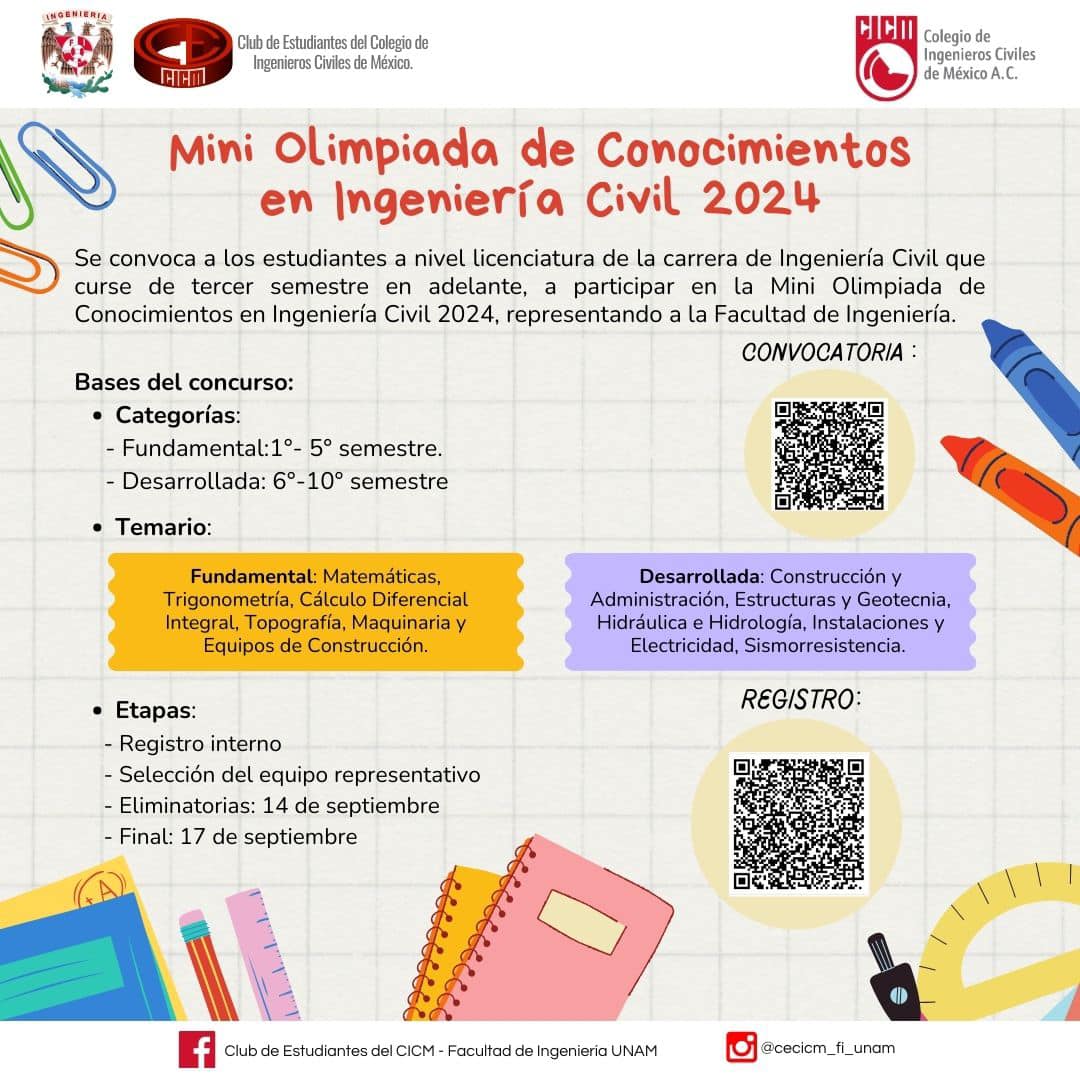 INGENIERIA
CICM
Club de Estudiantes del Colegio de
Ingenieros Civiles de México.
CICM
Colegio de
Ingenieros Civiles
de México A.C.
Mini Olimpiada de Conocimientos
en Ingeniería Civil 2024
Se convoca a los estudiantes a nivel licenciatura de la carrera de Ingeniería Civil que
curse de tercer semestre en adelante, a participar en la Mini Olimpiada de
Conocimientos en Ingeniería Civil 2024, representando a la Facultad de Ingeniería.
CONVOCATORIA :
Bases del concurso:
• Categorías:
- Fundamental:1°- 5° semestre.
- Desarrollada: 6°-10° semestre
• Temario:
Fundamental: Matemáticas,
Trigonometría, Cálculo Diferencial
Integral, Topografía, Maquinaria y
Equipos de Construcción.
Desarrollada: Construcción y
Administración, Estructuras y Geotecnia,
Hidráulica e Hidrología, Instalaciones y
Electricidad, Sismorresistencia.
REGISTRO:
• Etapas:
- Registro interno
- Selección del equipo representativo
- Eliminatorias: 14 de septiembre
- Final: 17 de septiembre
A+
Club de Estudiantes del CICM - Facultad de Ingenieria UNAM
@cecicm_fi_unam